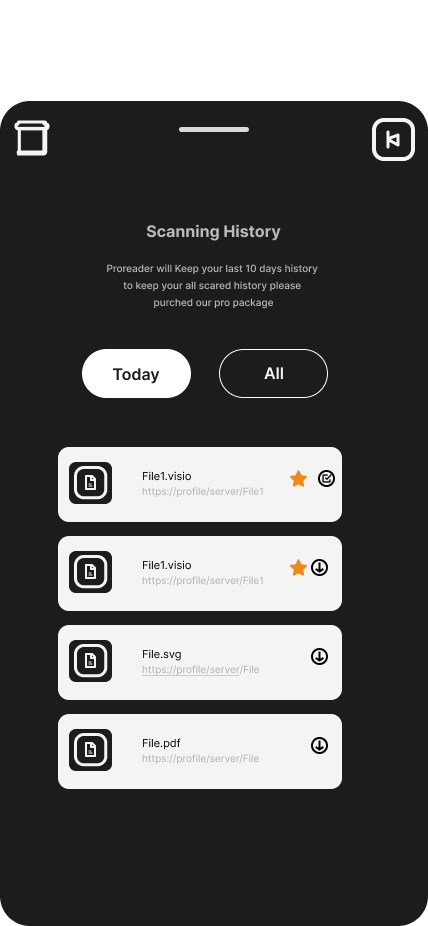 Scanning History
Proreader will Keep your last 10 days history
to keep your all scared history please
purched our pro package
Today
All
File1.visio
https://profile/server/File1
File1.visio
https://profile/server/File1
File.svg
https://profile/server/File
File.pdf
https://profile/server/File